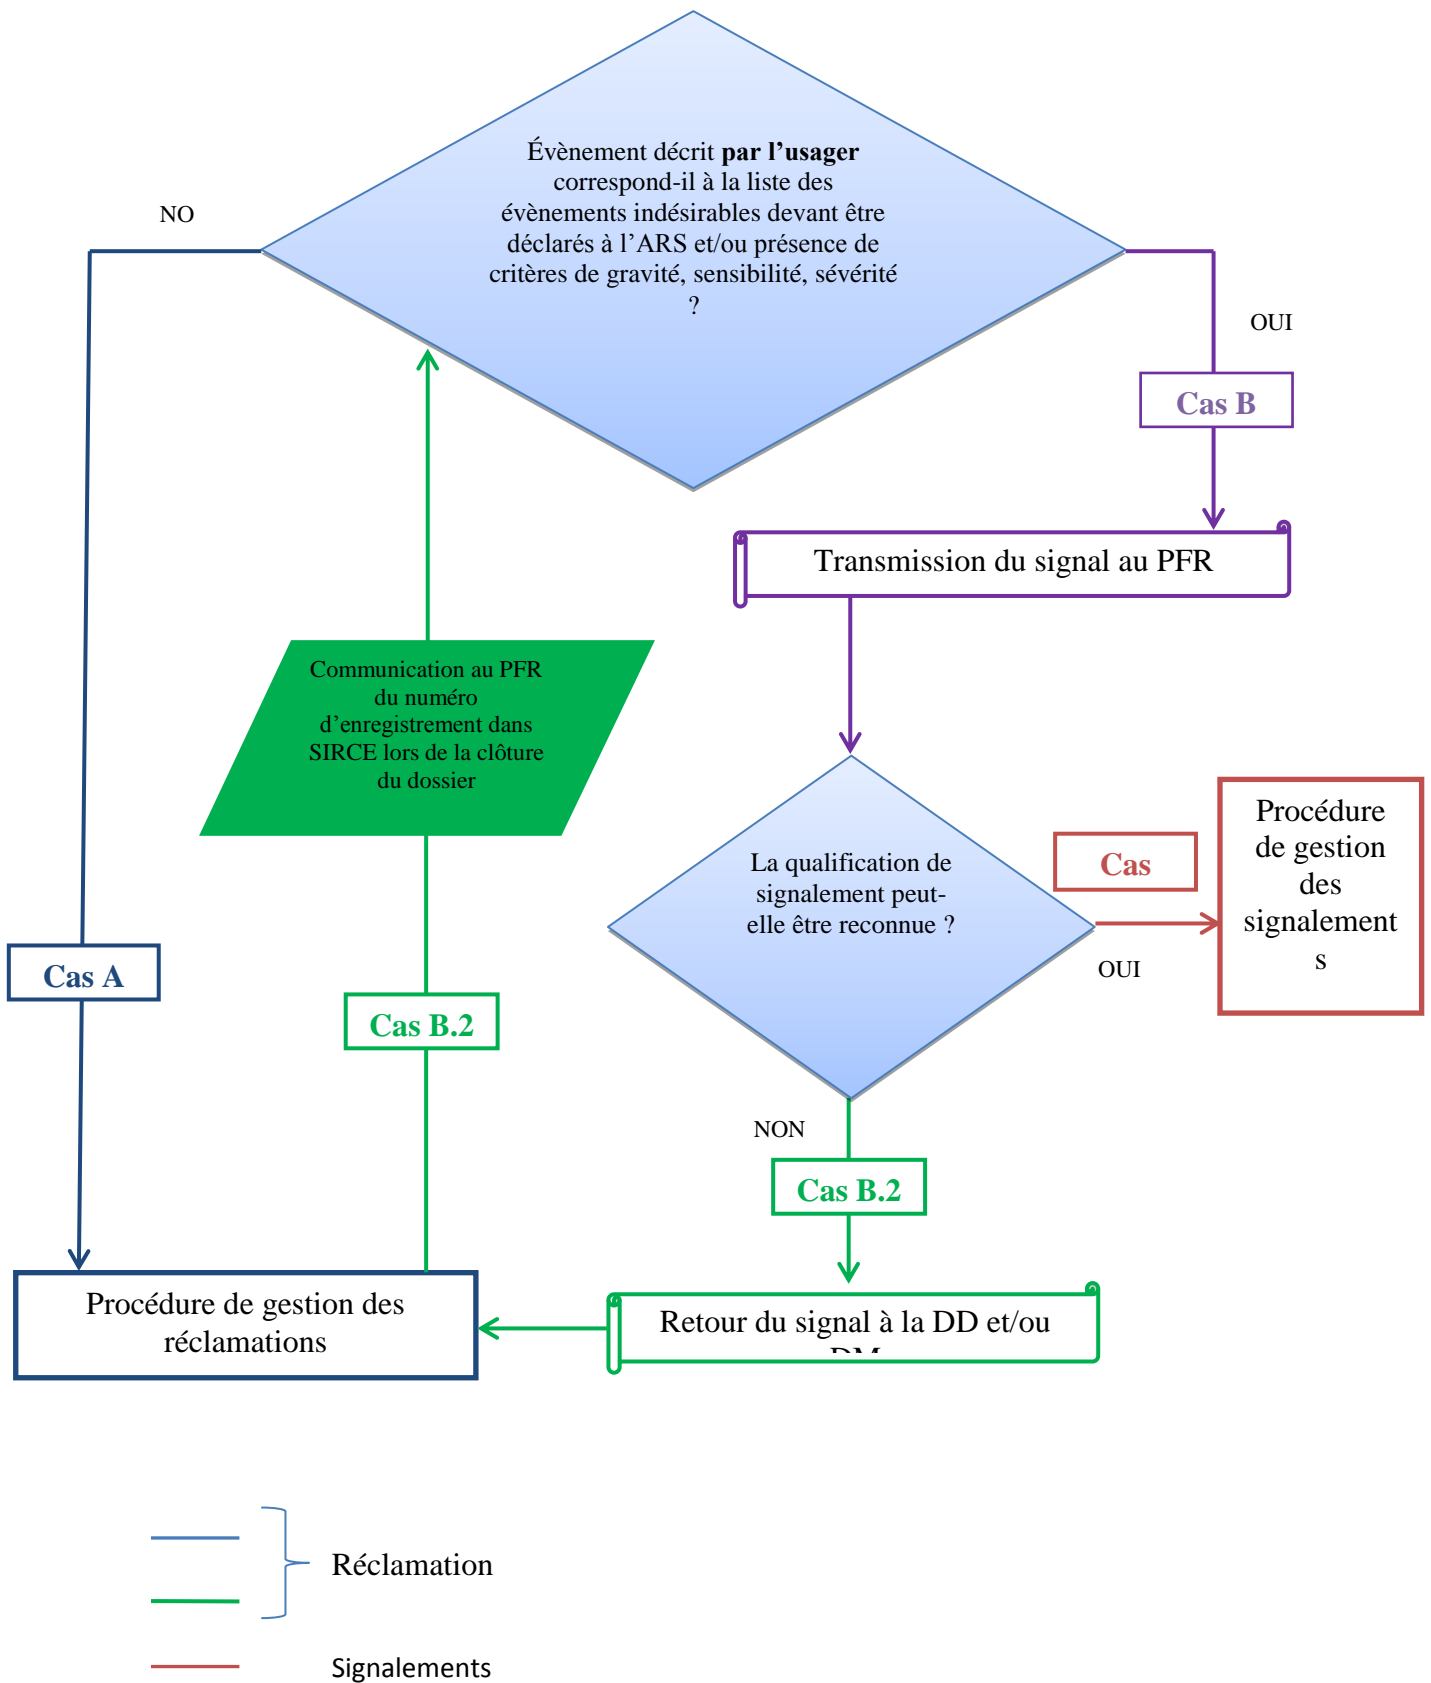 Évènement décrit par l’usager
correspond-il à la liste des
évènements indésirables devant être
déclarés à l’ARS et/ou présence de
critères de gravité, sensibilité, sévérité
?
NO
OUI
Cas B
Transmission du signal au PFR
Communication au PFR
du numéro
d’enregistrement dans
SIRCE lors de la clôture
du dossier
La qualification de
signalement peut-
elle être reconnue ?
Cas
OUI
Procédure
de gestion
des
signalement
s
Cas A
Cas B.2
NON
Cas B.2
Procédure de gestion des
réclamations
Retour du signal à la DD et/ou
DM
Réclamation
Signalements